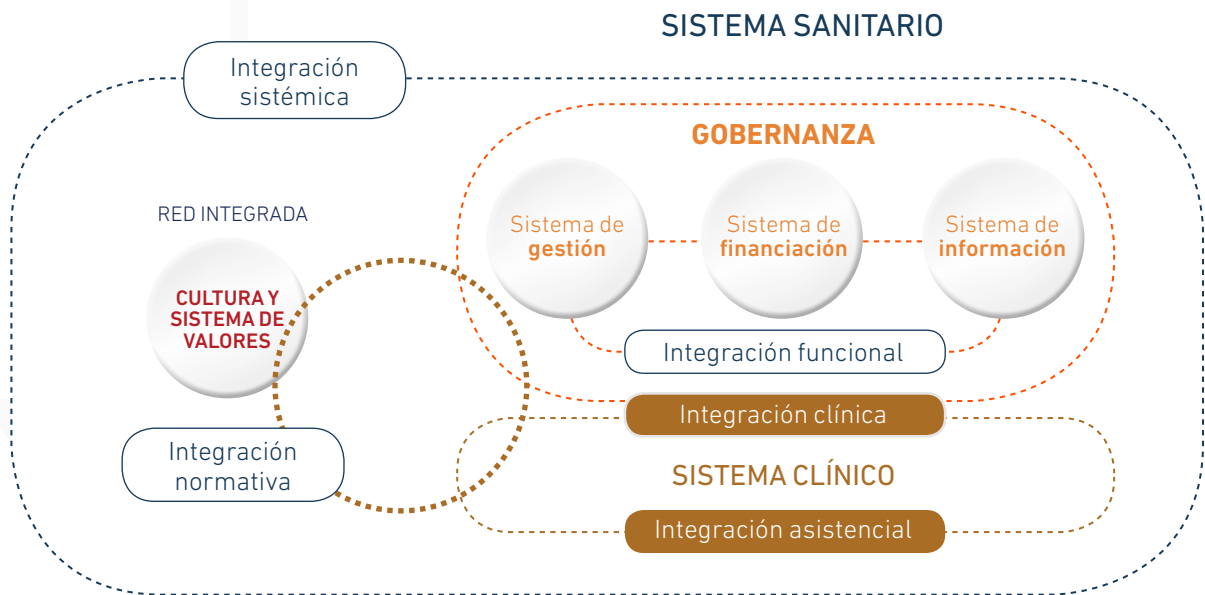 SISTEMA SANITARIO
Integración
sistémica
GOBERNANZA
RED INTEGRADA
Sistema de
gestión
Sistema de
financiación
Sistema de
información
CULTURA Y
SISTEMA DE
VALORES
Integración funcional
Integración clínica
Integración
normativa
SISTEMA CLÍNICO
Integración asistencial